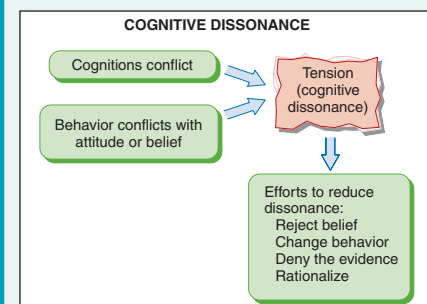 COGNITIVE DISSONANCE
Cognitions conflict
Behavior conflicts with
attitude or belief
Tension
(cognitive
dissonance)
Efforts to reduce
dissonance:
Reject belief
Change behavior
Deny the evidence
Rationalize